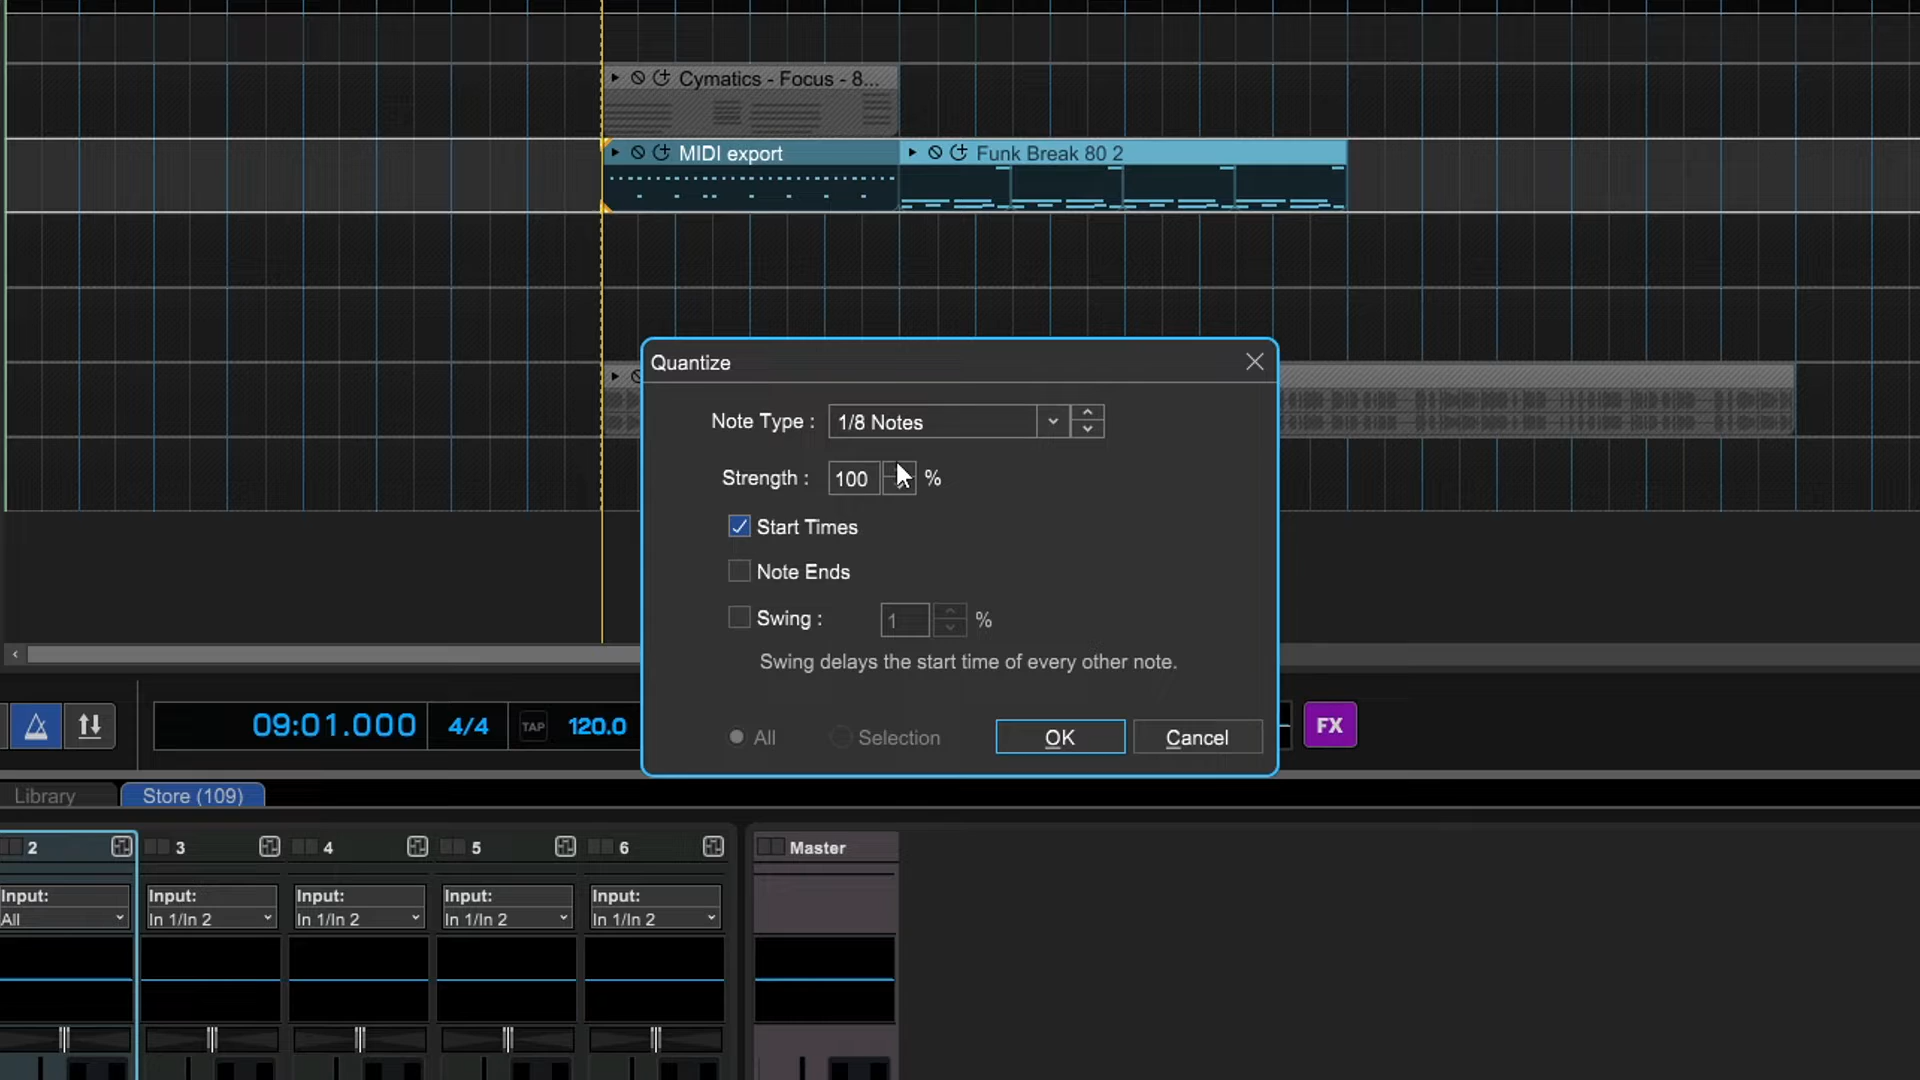 Cymatics - Focus - 8...
MIDI export
Funk Break 80 2
Quantize
Note Type :
1/8 Notes
Strength :
100
%
Start Times
Note Ends
Swing :
1
%
Swing delays the start time of every other note.
All
Selection
OK
Cancel
09:01.000
4/4
TAP
120.0
FX
Library
Store (109)
2
3
4
5
6
Master
Input:
Input:
Input:
Input:
Input:
All
In 1/In 2
In 1/In 2
In 1/In 2
In 1/In 2